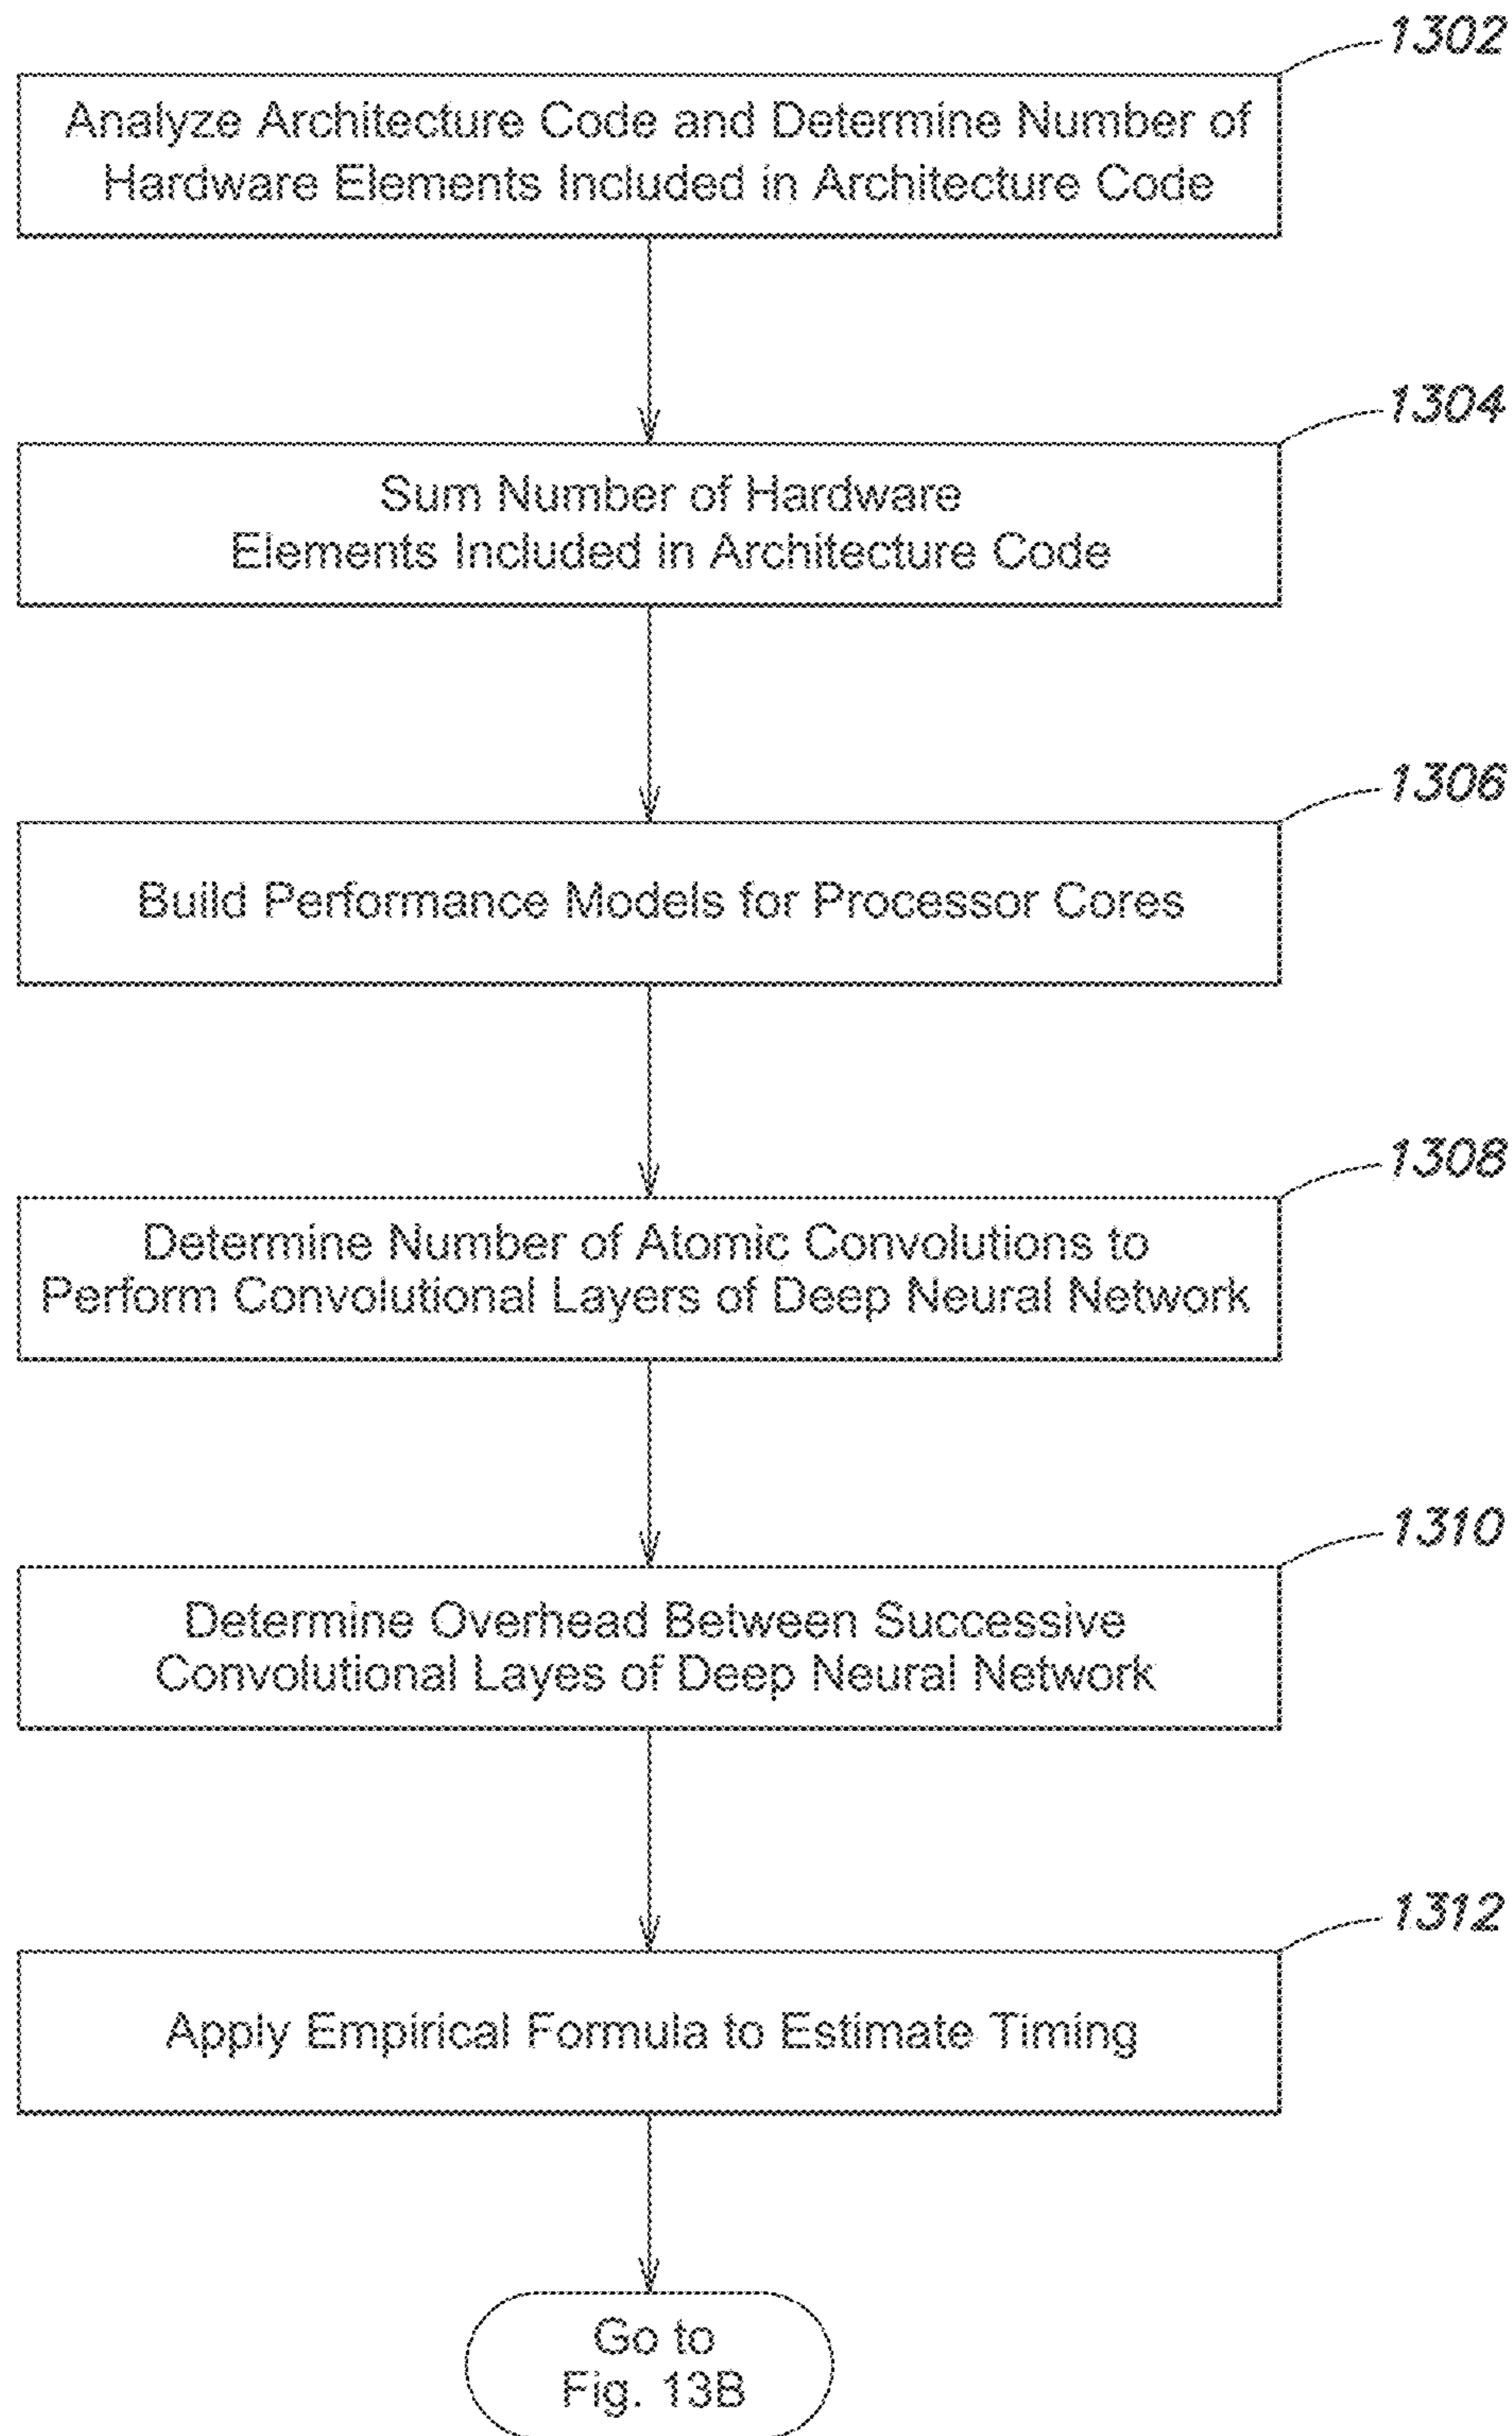 1302
Analyze Architecture Code and Determine Number of
Hardware Elements Included in Architecture Code
1304
Sum Number of Hardware
Elements Included in Architecture Code
1306
Build Performance Models for Processor Cores
1308
Determine Number of Atomic Convolutions to
Perform Convolutional Layers of Deep Neural Network
1310
Determine Overhead Between Successive
Convolutional Layes of Deep Neural Network
1312
Apply Empirical Formula to Estimate Timing
Go to
Fig. 13B